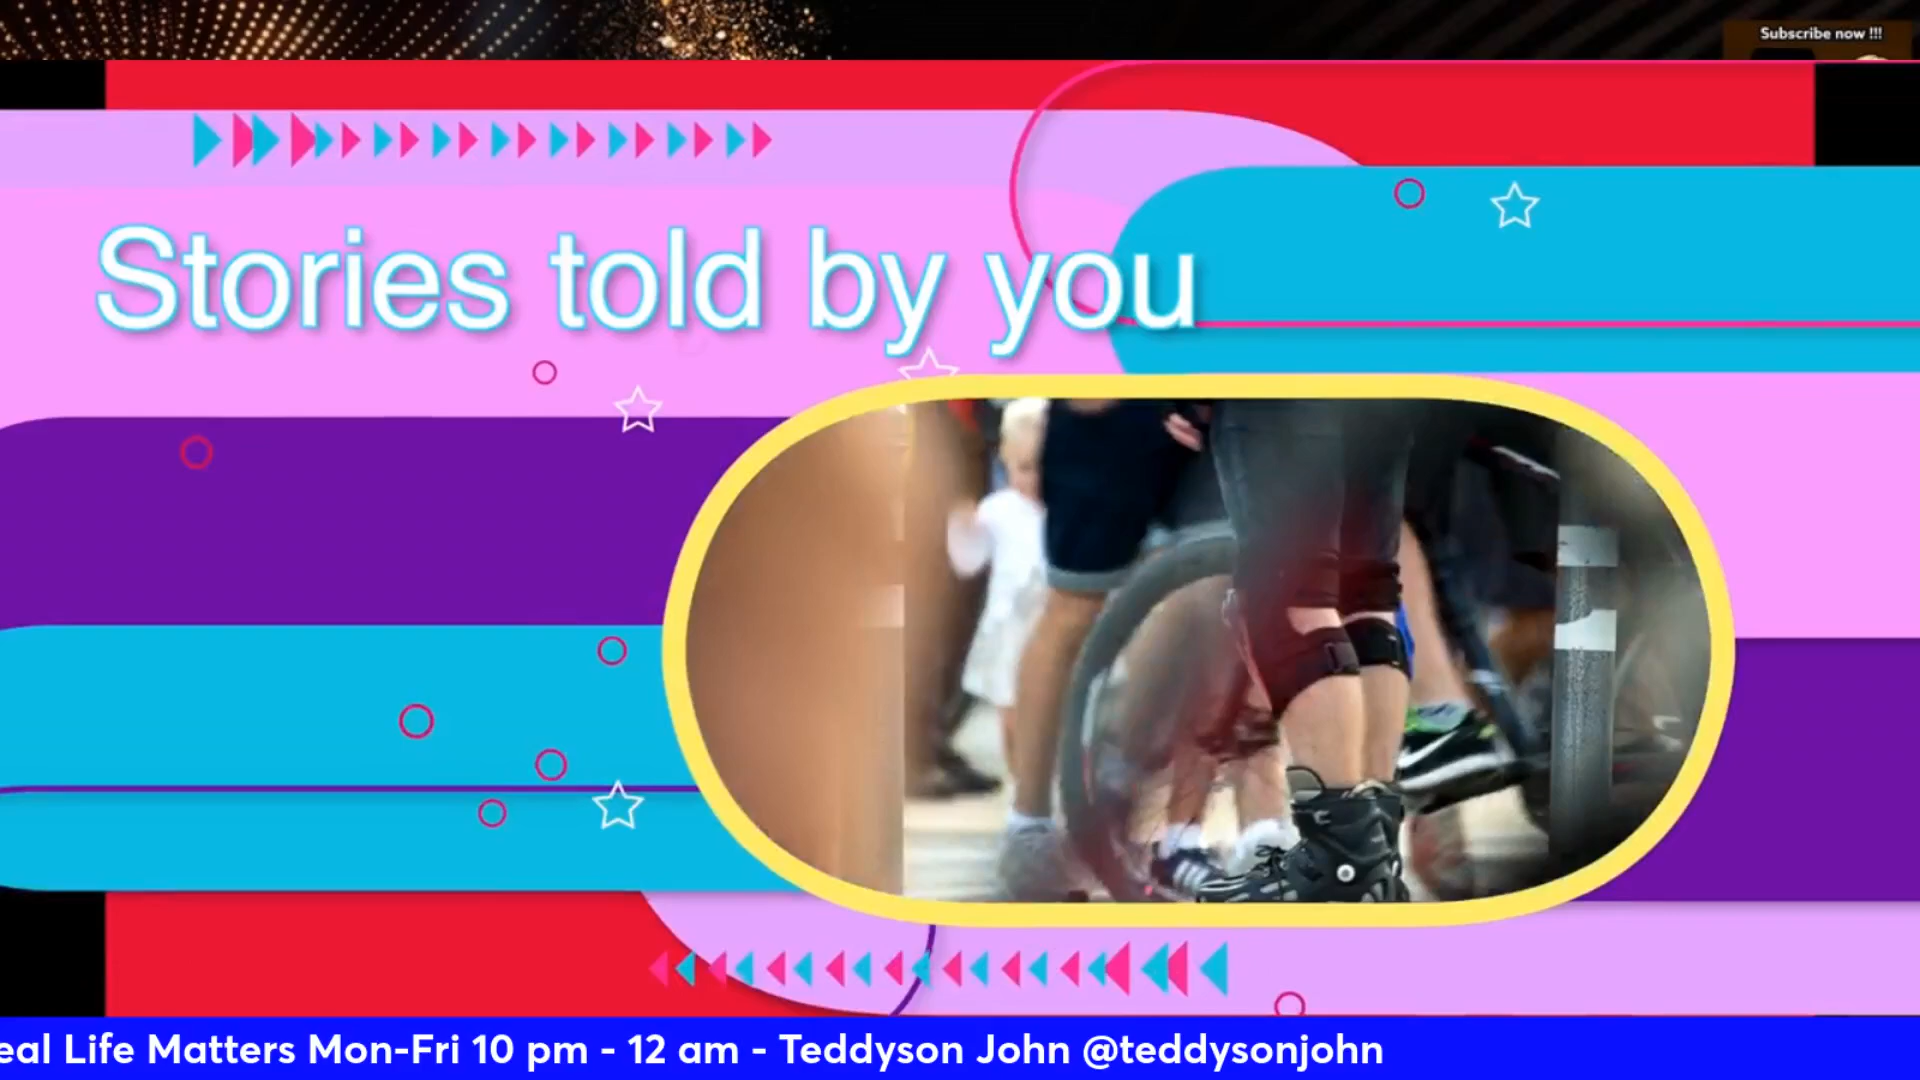 Subscribe now !!!
Stories told by you
eal Life Matters Mon-Fri 10 pm - 12 am - Teddyson John @teddysonjohn